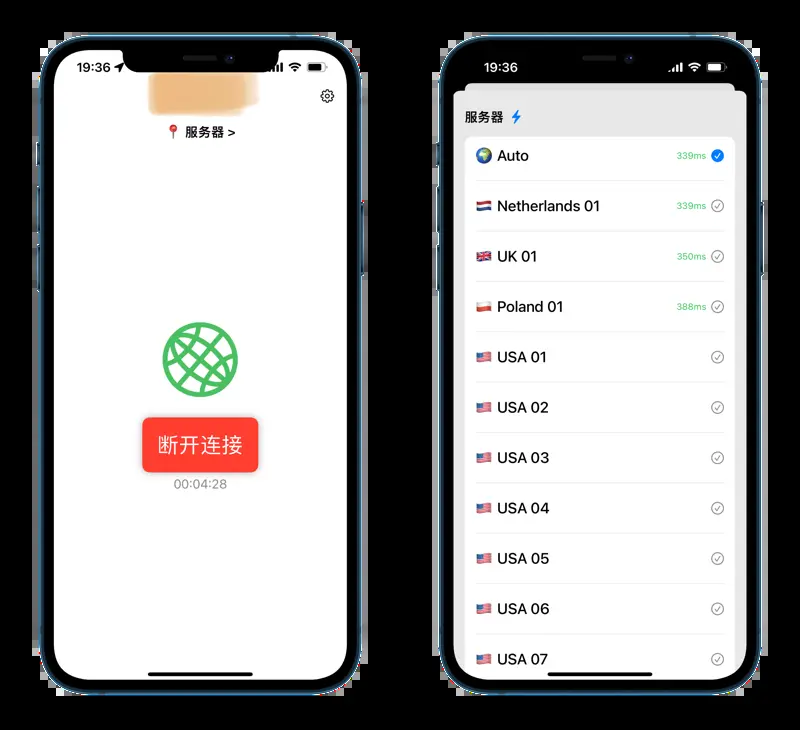 19:36
服务器 >
断开连接
00:04:28
19:36
服务器
Auto 339ms
Netherlands 01 339ms
UK 01 350ms
Poland 01 388ms
USA 01
USA 02
USA 03
USA 04
USA 05
USA 06
USA 07